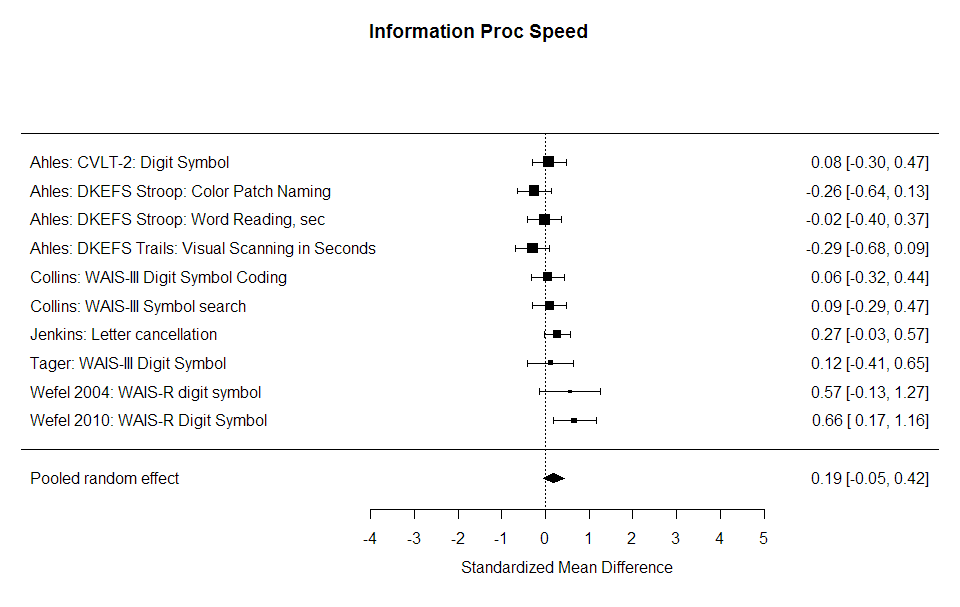 Information Proc Speed
Ahles: CVLT-2: Digit Symbol 0.08 [-0.30, 0.47]
Ahles: DKEFS Stroop: Color Patch Naming -0.26 [-0.64, 0.13]
Ahles: DKEFS Stroop: Word Reading, sec -0.02 [-0.40, 0.37]
Ahles: DKEFS Trails: Visual Scanning in Seconds -0.29 [-0.68, 0.09]
Collins: WAIS-III Digit Symbol Coding 0.06 [-0.32, 0.44]
Collins: WAIS-III Symbol search 0.09 [-0.29, 0.47]
Jenkins: Letter cancellation 0.27 [-0.03, 0.57]
Tager: WAIS-III Digit Symbol 0.12 [-0.41, 0.65]
Wefel 2004: WAIS-R digit symbol 0.57 [-0.13, 1.27]
Wefel 2010: WAIS-R Digit Symbol 0.66 [ 0.17, 1.16]
Pooled random effect 0.19 [-0.05, 0.42]
-4 -3 -2 -1 0 1 2 3 4 5
Standardized Mean Difference